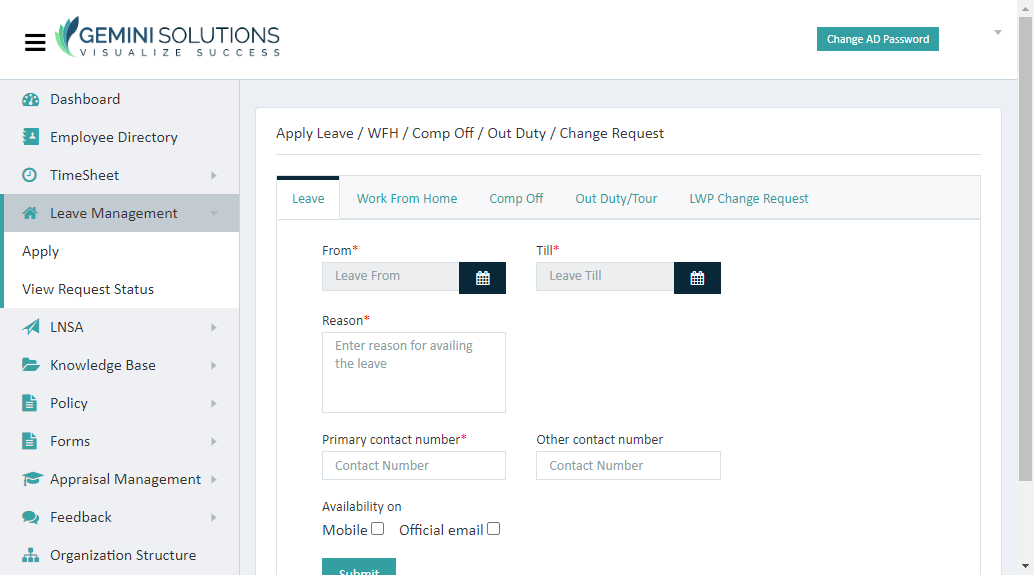 GEMINI SOLUTIONS
VISUALIZE SUCCESS
Change AD Password
Dashboard
Employee Directory
TimeSheet
Leave Management
Apply
View Request Status
LNSA
Knowledge Base
Policy
Forms
Appraisal Management
Feedback
Organization Structure
Apply Leave / WFH / Comp Off / Out Duty / Change Request
Leave Work From Home Comp Off Out Duty/Tour LWP Change Request
From* Till*
Leave From Leave Till
Reason*
Enter reason for availing
the leave
Primary contact number* Other contact number
Contact Number Contact Number
Availability on
Mobile Official email
Submit